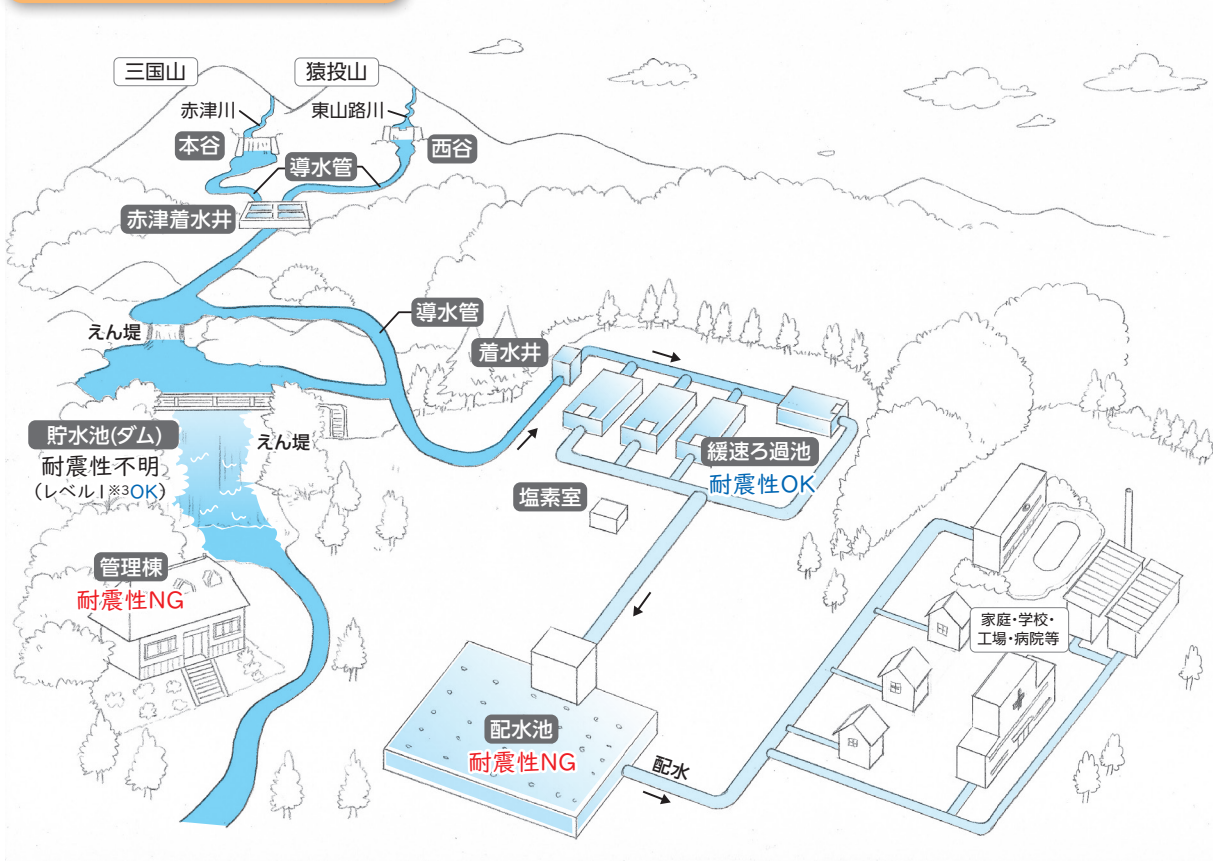 三国山
猿投山
赤津川
東山路川
本谷
西谷
導水管
赤津着水井
導水管
えん堤
着水井
貯水池(ダム)
耐震性不明
(レベルⅠ※3OK)
えん堤
緩速ろ過池
耐震性OK
塩素室
管理棟
耐震性NG
家庭・学校・
工場・病院等
配水池
耐震性NG
配水